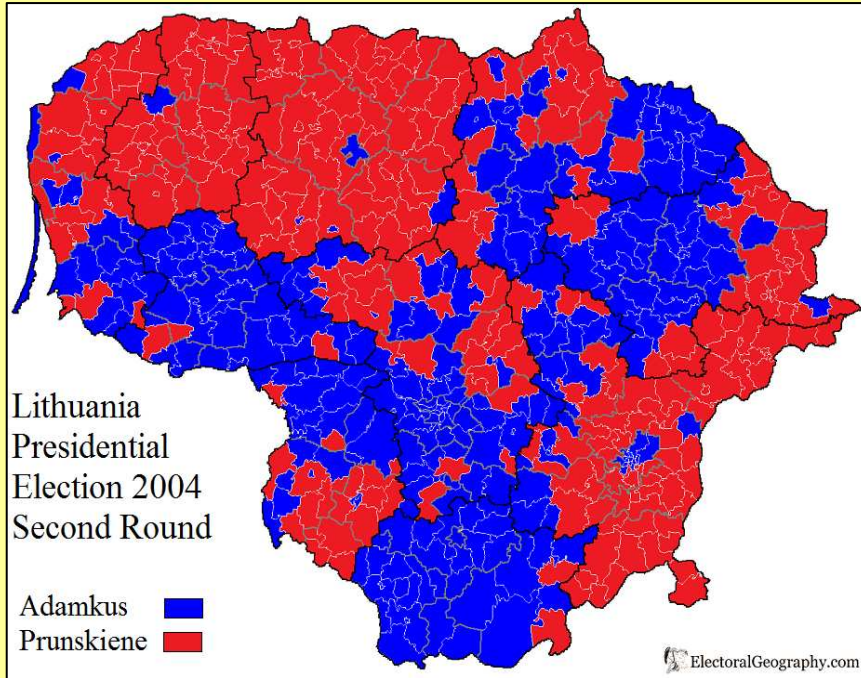 Lithuania
Presidential
Election 2004
Second Round
Adamkus
Prunskiene
ElectoralGeography.com